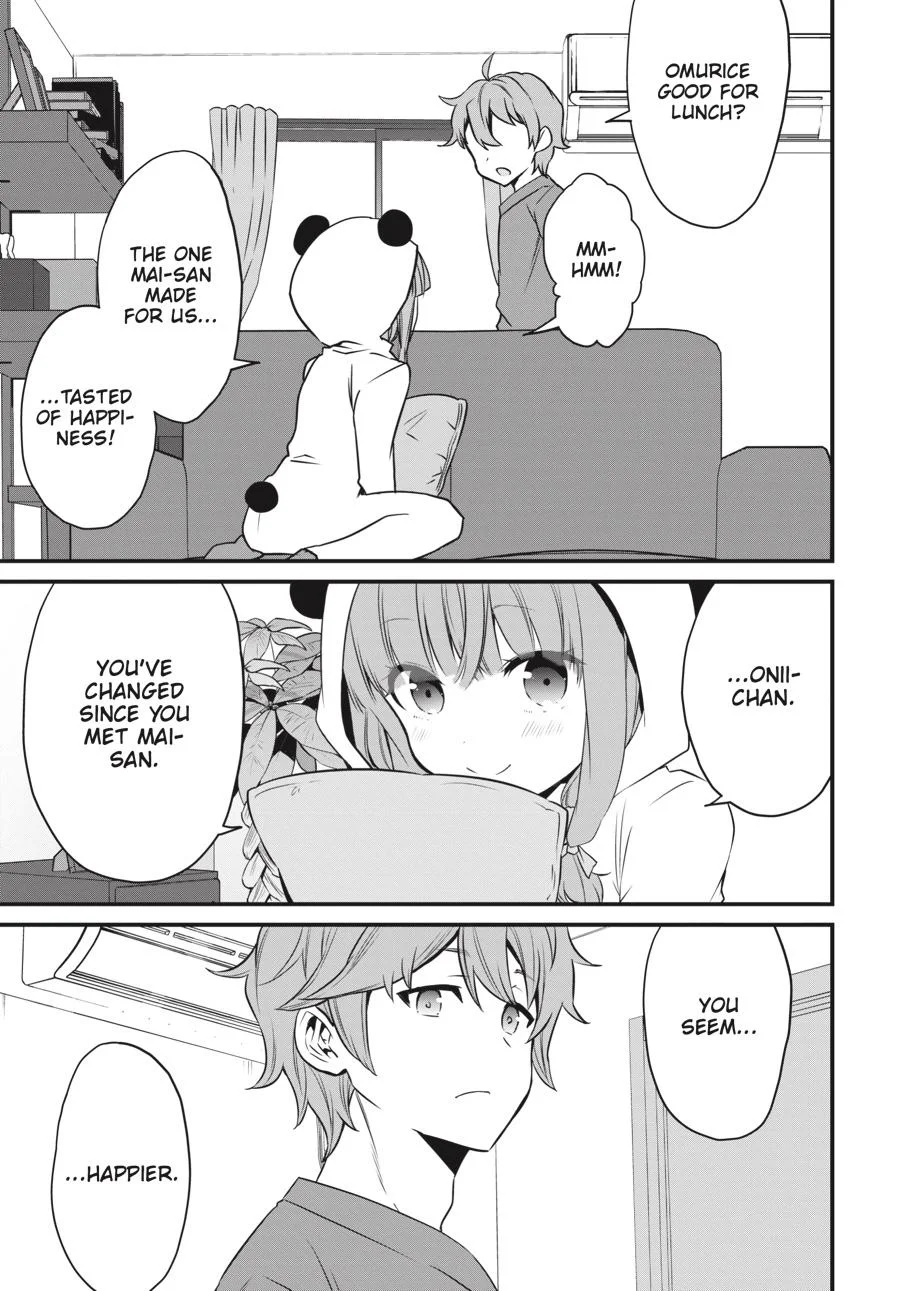 OMURICE
GOOD FOR
LUNCH?
MM-
HMM!
THE ONE
MAI-SAN
MADE
FOR US...
...TASTED
OF HAPPI-
NESS!
...ONII-
CHAN.
YOU'VE
CHANGED
SINCE YOU
MET MAI-
SAN.
YOU
SEEM...
...HAPPIER.